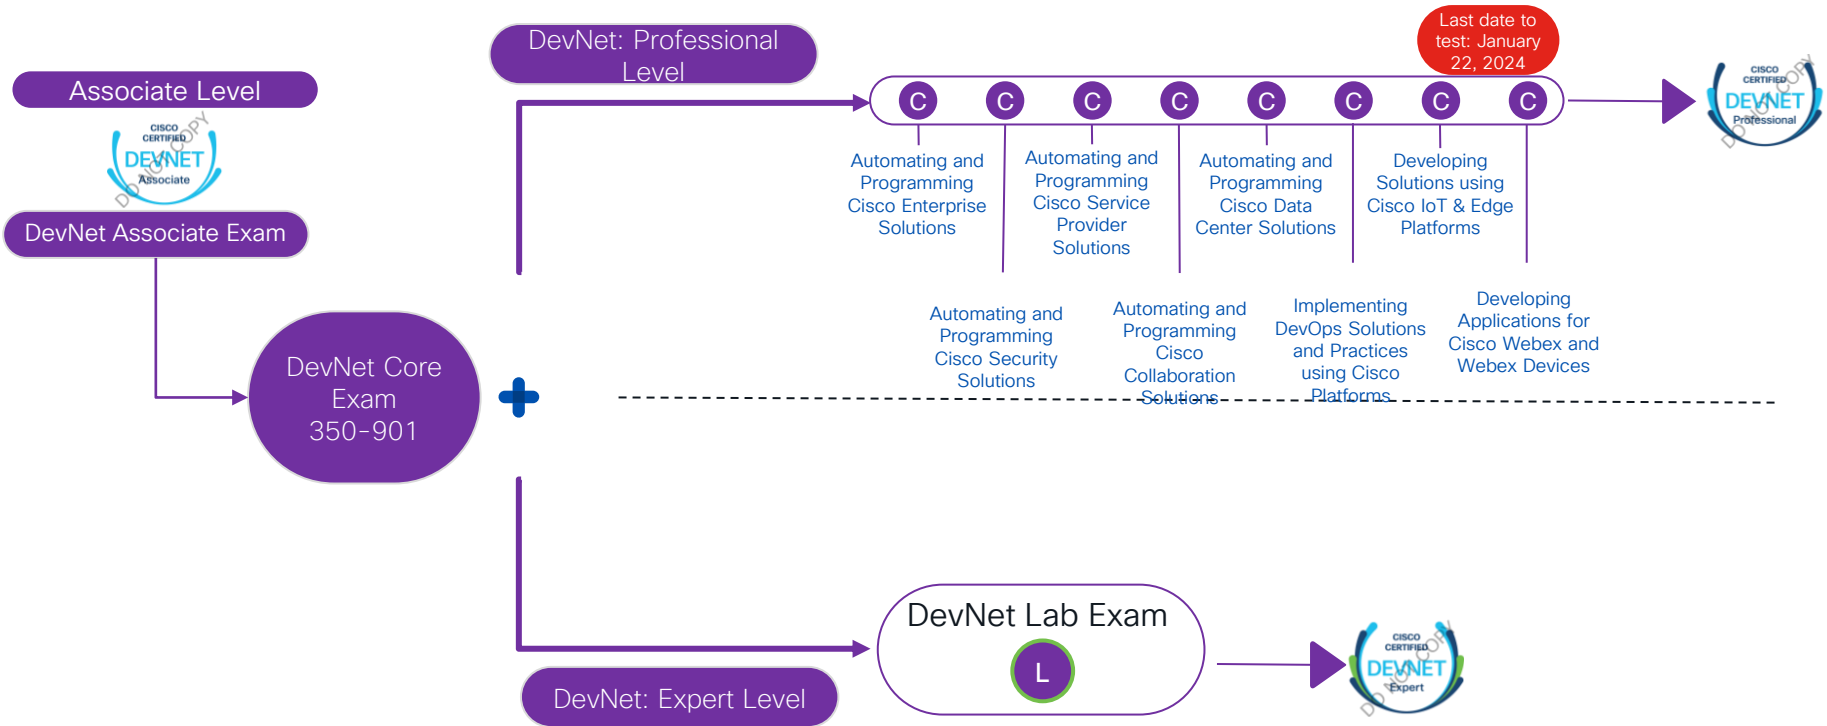 Associate Level
CISCO
CERTIFIED
DEVNET
Associate
DO NOT COPY
DevNet Associate Exam
DevNet Core
Exam
350-901
DevNet: Professional
Level
Last date to
test: January
22, 2024
C C C C C C C C
Automating and
Programming
Cisco Enterprise
Solutions
Automating and
Programming
Cisco Service
Provider
Solutions
Automating and
Programming
Cisco Data
Center Solutions
Developing
Solutions using
Cisco IoT & Edge
Platforms
Automating and
Programming
Cisco Security
Solutions
Automating and
Programming
Cisco
Collaboration
Solutions
Implementing
DevOps Solutions
and Practices
using Cisco
Platforms
Developing
Applications for
Cisco Webex and
Webex Devices
CISCO
CERTIFIED
DEVNET
Professional
DO NOT COPY
DevNet Lab Exam
L
DevNet: Expert Level
CISCO
CERTIFIED
DEVNET
Expert
DO NOT COPY